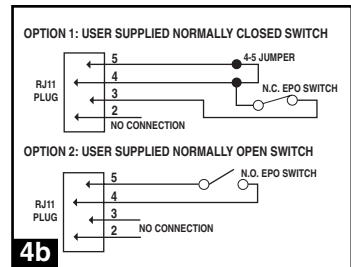 OPTION 1: USER SUPPLIED NORMALLY CLOSED SWITCH
5
4-5 JUMPER
4
RJ11
PLUG
3
N.C. EPO SWITCH
2
NO CONNECTION
OPTION 2: USER SUPPLIED NORMALLY OPEN SWITCH
5
N.O. EPO SWITCH
4
RJ11
PLUG
3
2
NO CONNECTION
4b